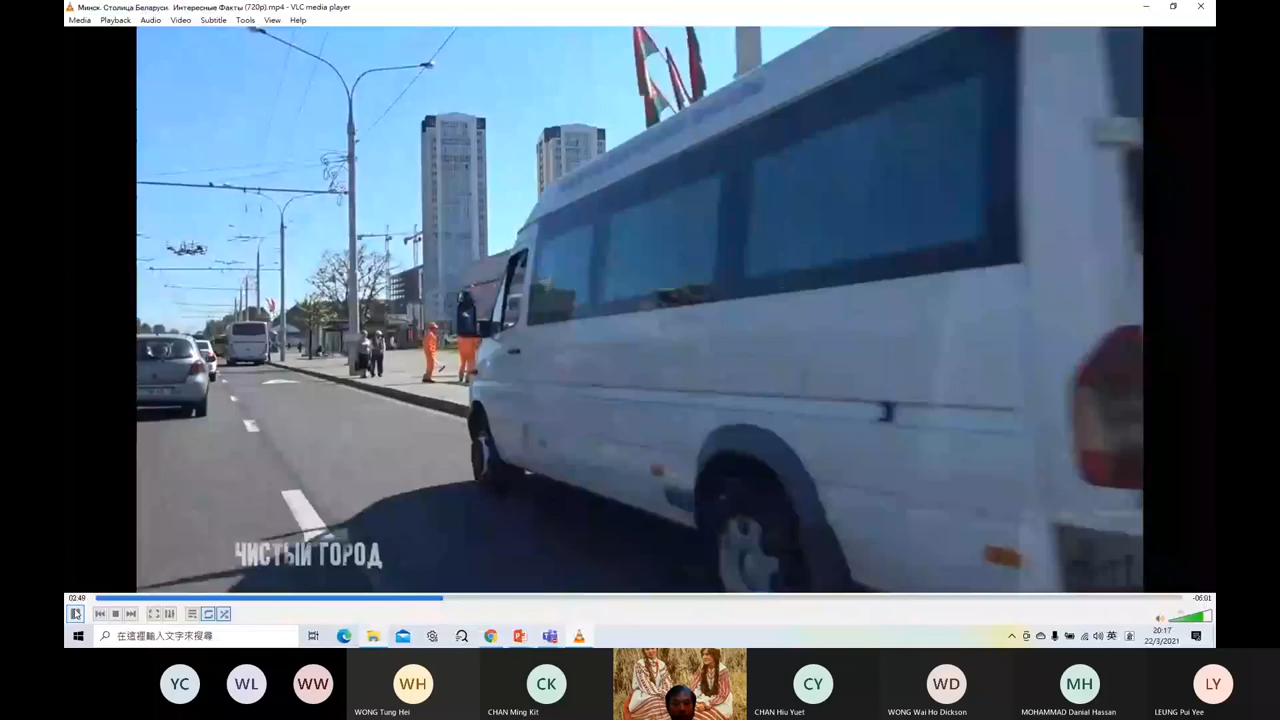 Минск. Столица Беларуси. Интересные Факты (720p).mp4 - VLC media player
Media Playback Audio Video Subtitle Tools View Help
ЧИСТЫЙ ГОРОД
02:49
-06:01
在這裡輸入文字來搜尋
英
20:17
22/3/2021
YC WL WW WH CK CY WD MH LY
WONG Tung Hei CHAN Ming Kit CHAN Hiu Yuet WONG Wai Ho Dickson MOHAMMAD Danial Hassan LEUNG Pui Yee